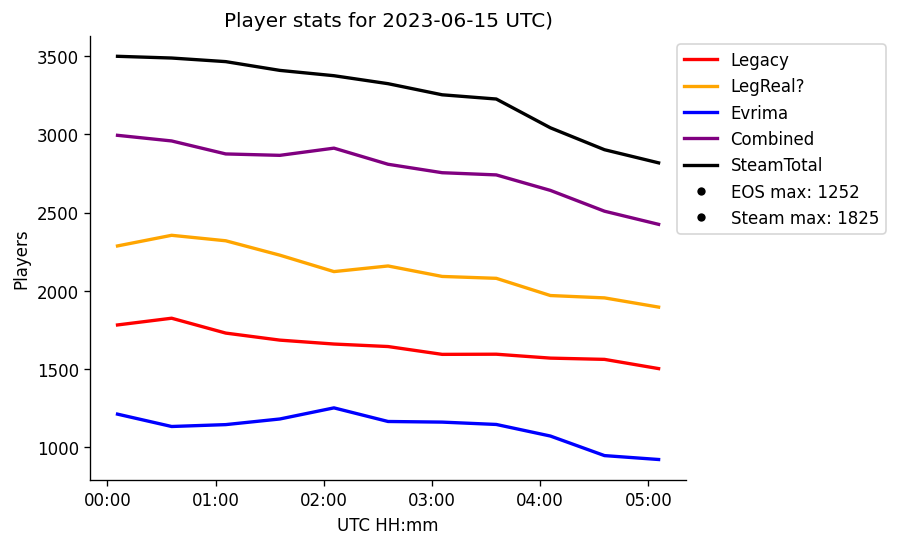 Player stats for 2023-06-15 UTC)
Legacy
LegReal?
Evrima
Combined
SteamTotal
EOS max: 1252
Steam max: 1825
Players
3500
3000
2500
2000
1500
1000
00:00 01:00 02:00 03:00 04:00 05:00
UTC HH:mm